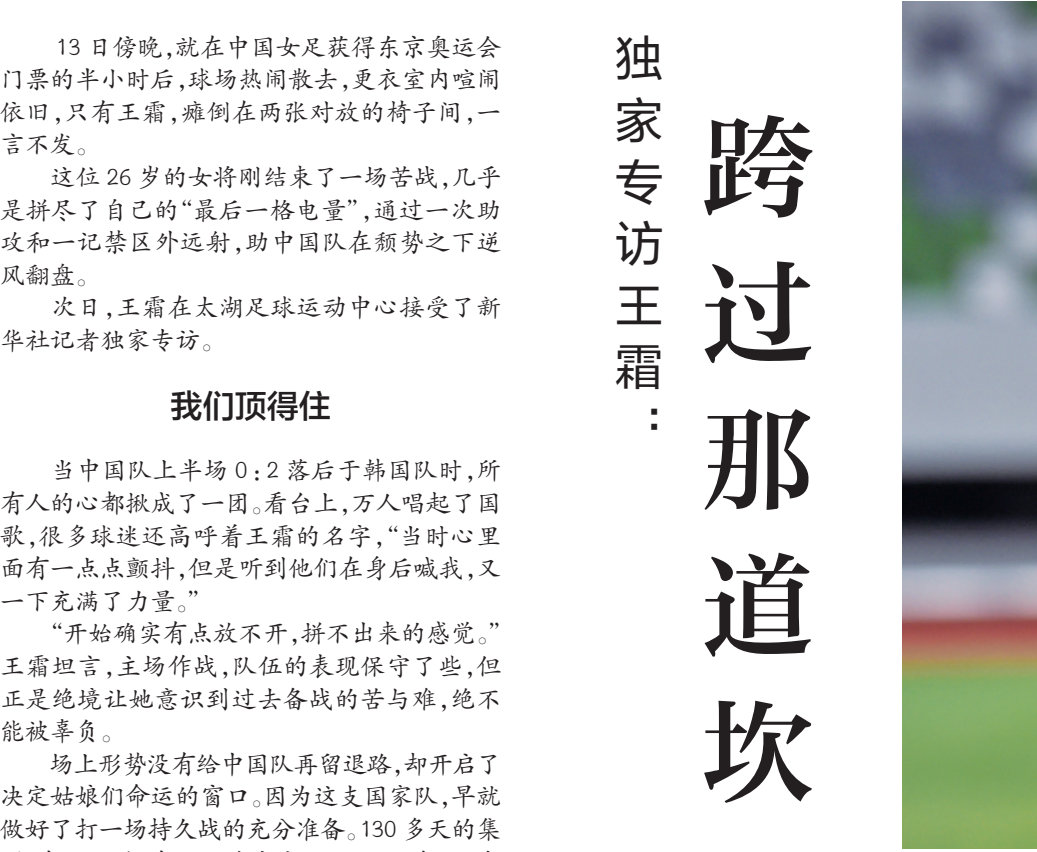 独家专访王霜：
跨过那道坎
13 日傍晚,就在中国女足获得东京奥运会
门票的半小时后,球场热闹散去,更衣室内喧闹
依旧,只有王霜,瘫倒在两张对放的椅子间,一
言不发。
这位 26 岁的女将刚结束了一场苦战,几乎
是拼尽了自己的“最后一格电量”,通过一次助
攻和一记禁区外远射,助中国队在颓势之下逆
风翻盘。
次日,王霜在太湖足球运动中心接受了新
华社记者独家专访。
我们顶得住
当中国队上半场 0:2 落后于韩国队时,所
有人的心都揪成了一团。看台上,万人唱起了国
歌,很多球迷还高呼着王霜的名字,“当时心里
面有一点点颤抖,但是听到他们在身后喊我,又
一下充满了力量。”
“开始确实有点放不开,拼不出来的感觉。”
王霜坦言,主场作战,队伍的表现保守了些,但
正是绝境让她意识到过去备战的苦与难,绝不
能被辜负。
场上形势没有给中国队再留退路,却开启了
决定姑娘们命运的窗口。因为这支国家队,早就
做好了打一场持久战的充分准备。130 多天的集